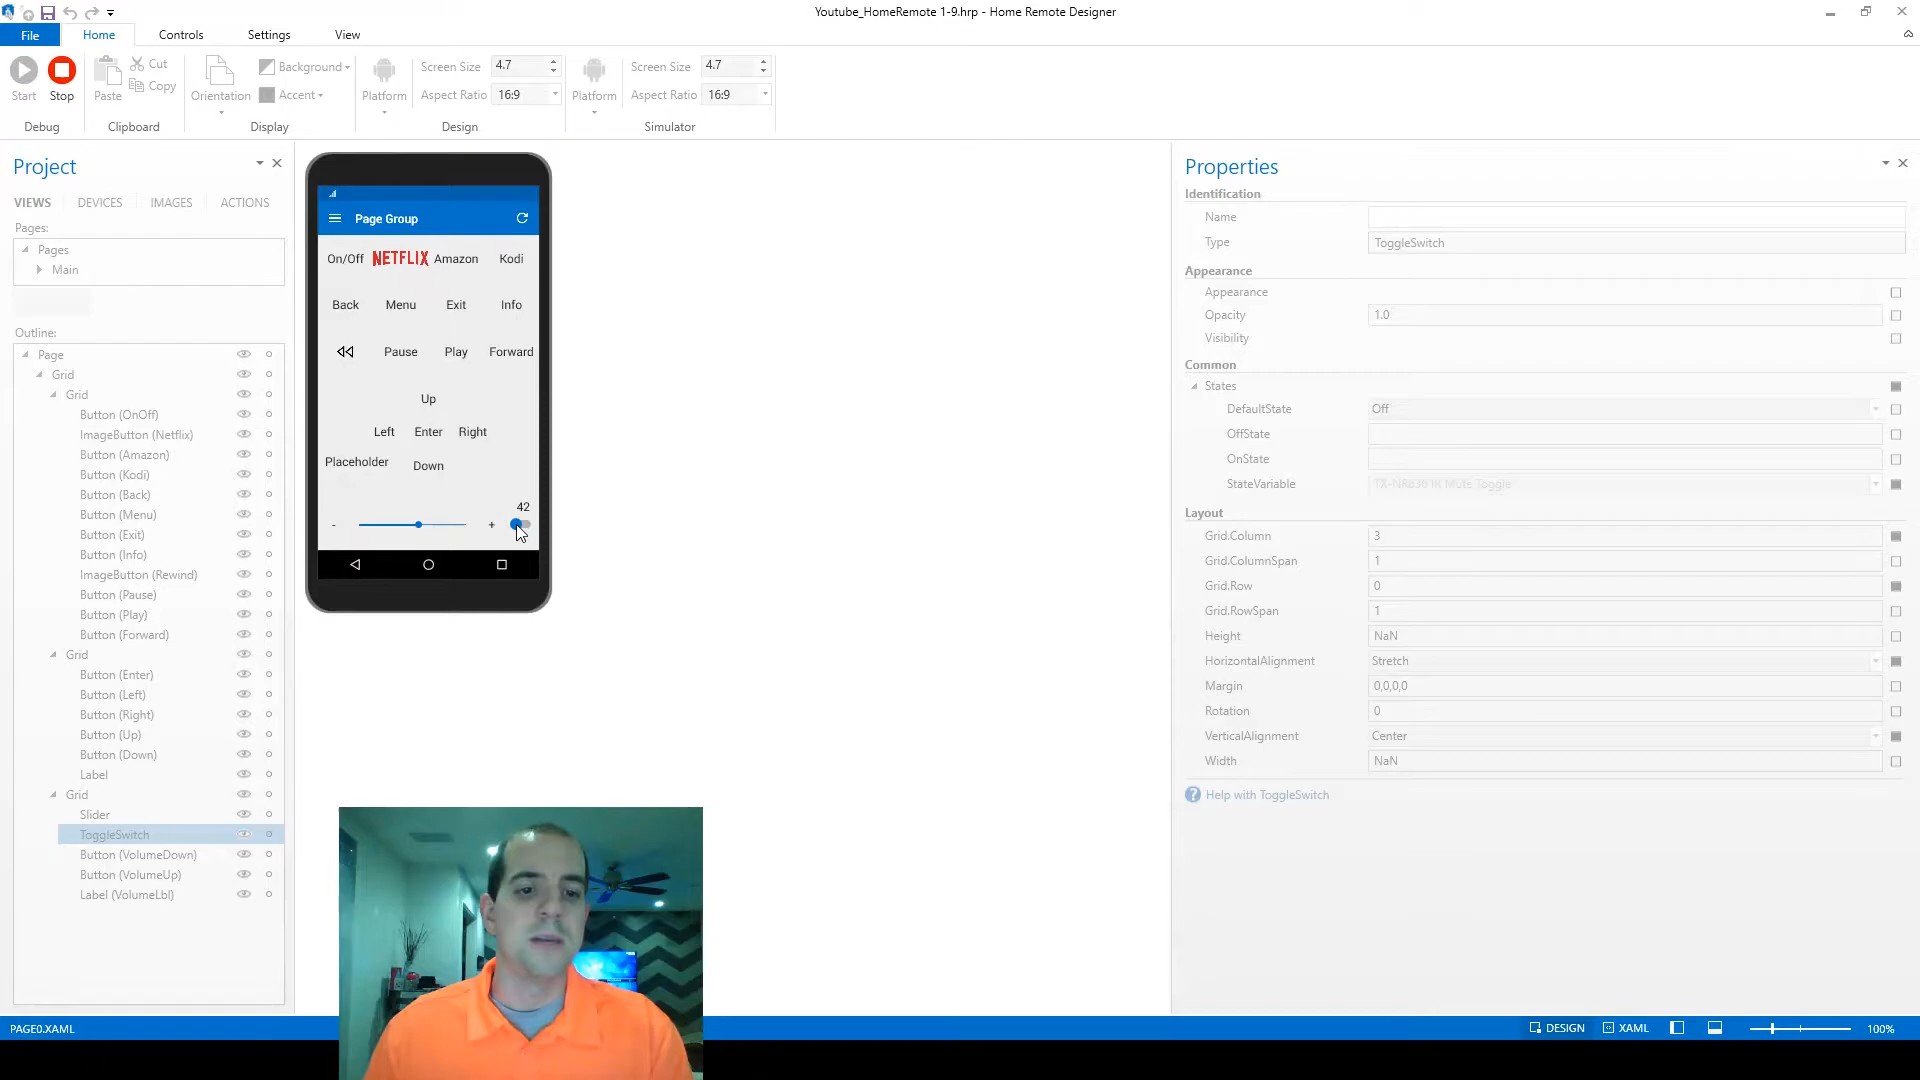 Youtube_HomeRemote 1-9.hrp - Home Remote Designer
File Home Controls Settings View
Start Stop Paste Cut Copy Orientation Background Accent Platform Screen Size 4.7 Aspect Ratio 16:9 Platform Screen Size 4.7 Aspect Ratio 16:9
Debug Clipboard Display Design Simulator
Project
VIEWS DEVICES IMAGES ACTIONS
Pages:
Pages
Main
Outline:
Page
Grid
Grid
Button (OnOff)
ImageButton (Netflix)
Button (Amazon)
Button (Kodi)
Button (Back)
Button (Menu)
Button (Exit)
Button (Info)
ImageButton (Rewind)
Button (Pause)
Button (Play)
Button (Forward)
Grid
Button (Enter)
Button (Left)
Button (Right)
Button (Up)
Button (Down)
Label
Grid
Slider
ToggleSwitch
Button (VolumeDown)
Button (VolumeUp)
Label (VolumeLbl)
Page Group
On/Off NETFLIX Amazon Kodi
Back Menu Exit Info
Pause Play Forward
Up
Left Enter Right
Placeholder Down
42
- +
Properties
Identification
Name
Type ToggleSwitch
Appearance
Appearance
Opacity 1.0
Visibility
Common
States
DefaultState Off
OffState
OnState
StateVariable TX-NR636 IR Mute Toggle
Layout
Grid.Column 3
Grid.ColumnSpan 1
Grid.Row 0
Grid.RowSpan 1
Height NaN
HorizontalAlignment Stretch
Margin 0,0,0,0
Rotation 0
VerticalAlignment Center
Width NaN
Help with ToggleSwitch
PAGE0.XAML DESIGN XAML 100%